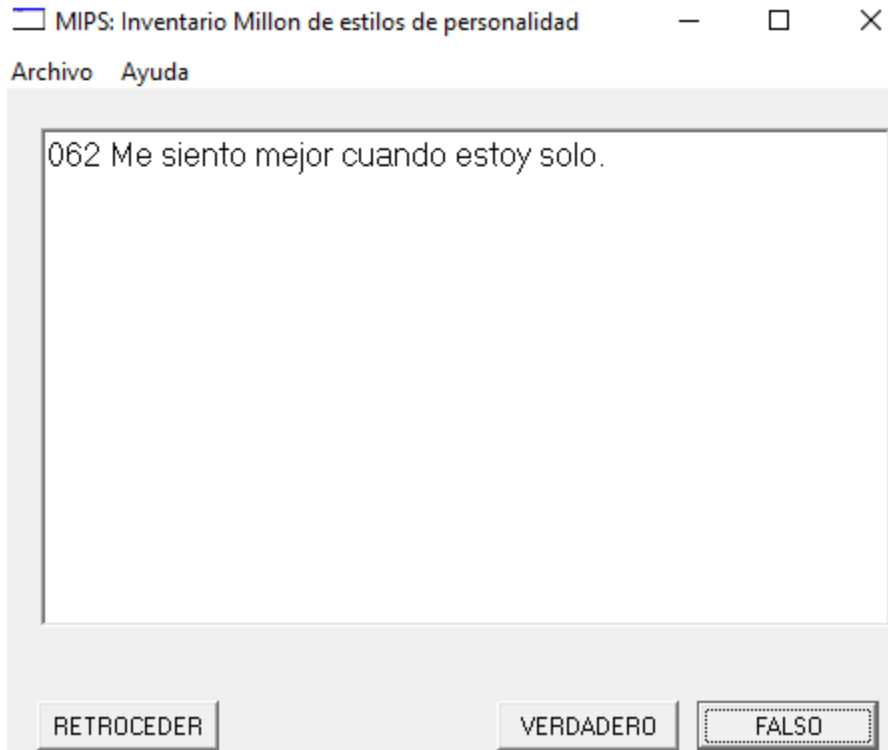 MIPS: Inventario Millon de estilos de personalidad
Archivo Ayuda
062 Me siento mejor cuando estoy solo.
RETROCEDER VERDADERO FALSO